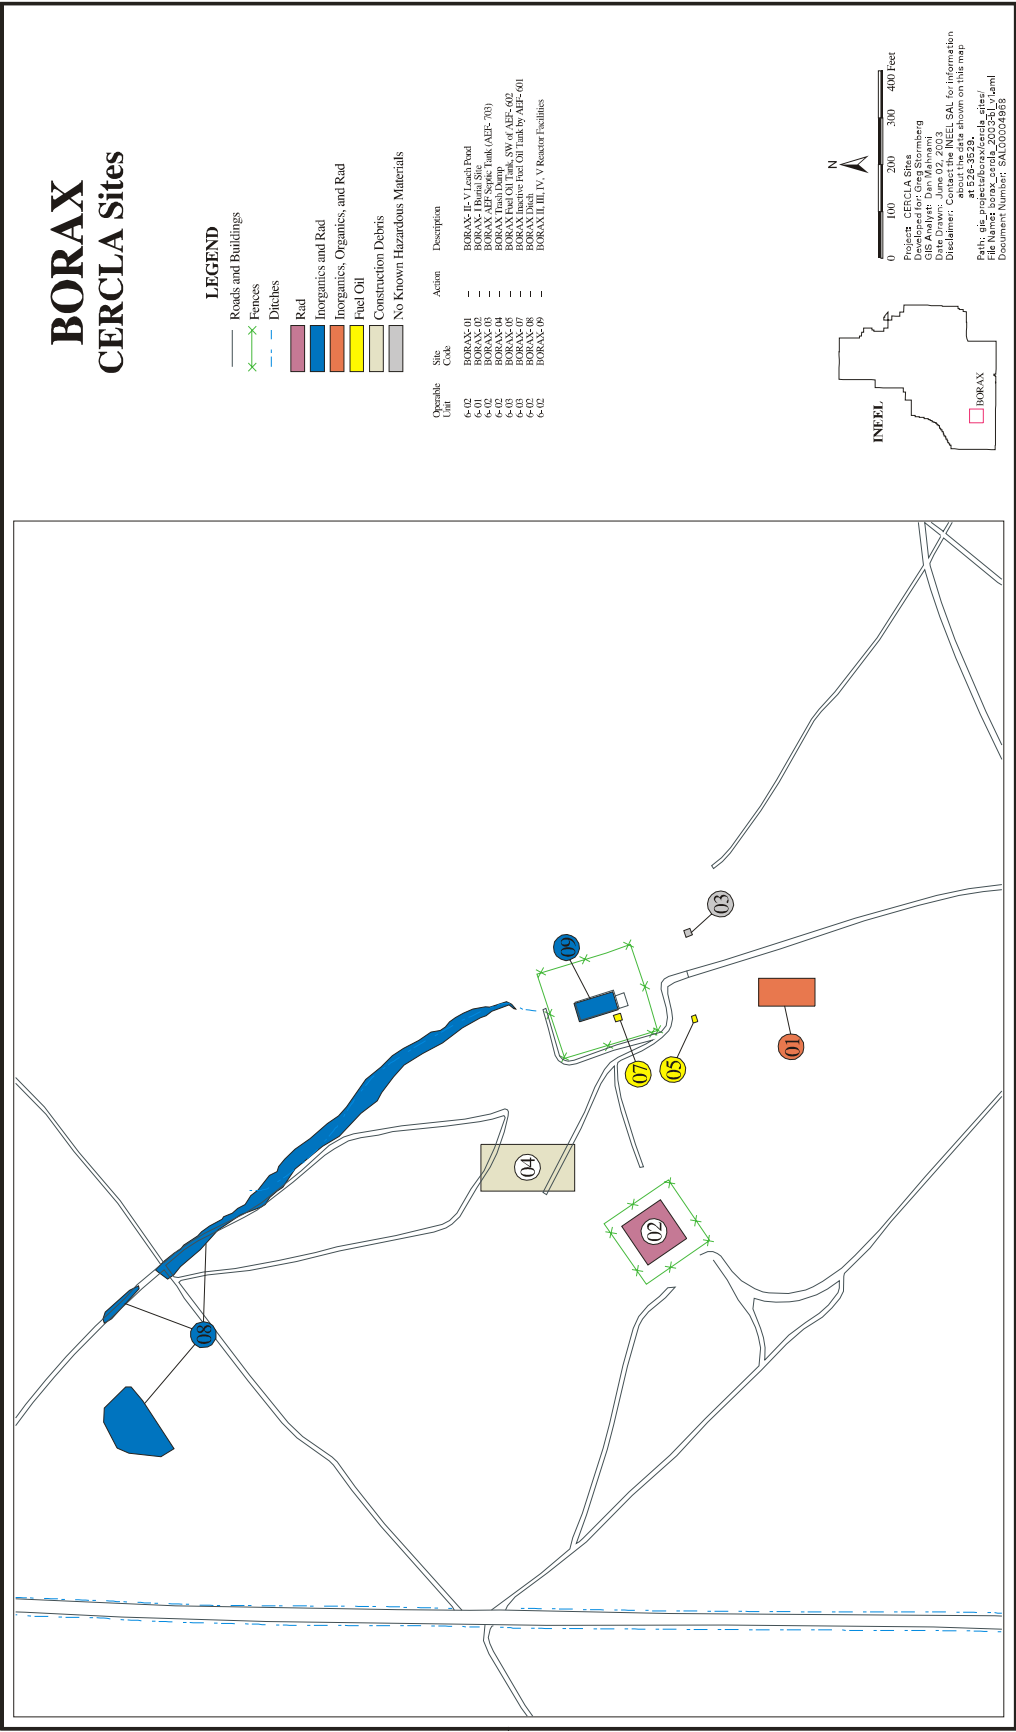 BORAX
CERCLA Sites
LEGEND
Roads and Buildings
Fences
Ditches
Rad
Inorganics and Rad
Inorganics, Organics, and Rad
Fuel Oil
Construction Debris
No Known Hazardous Materials
Operable Unit Site Code Action Description
6- 02 BORAX- 01 – BORAX- II- V Leach Pond
6- 01 BORAX- 02 – BORAX- I Burial Site
6- 02 BORAX- 03 – BORAX AEF Septic Tank (AEF- 703)
6- 02 BORAX- 04 – BORAX Trash Dump
6- 03 BORAX- 05 – BORAX Fuel Oil Tank, SW of AEF- 602
6- 03 BORAX- 07 – BORAX Inactive Fuel Oil Tank by AEF- 601
6- 02 BORAX- 08 – BORAX Ditch
6- 02 BORAX- 09 – BORAX II, III, IV, V Reactor Facilities
N
0 100 200 300 400 Feet
Project: CERCLA Sites
Developed for: Greg Stormberg
GIS Analyst: Dan Mahnami
Date Drawn: June 02, 2003
Disclaimer: Contact the INEEL SAL for information
about the data shown on this map
at 526-3529.
Path: gis_projects/borax/cercla_sites/
File Name: borax_cercla_2003-bl_v1.aml
Document Number: SAL00004968
INEEL
BORAX
09
03
07
05
01
04
02
08